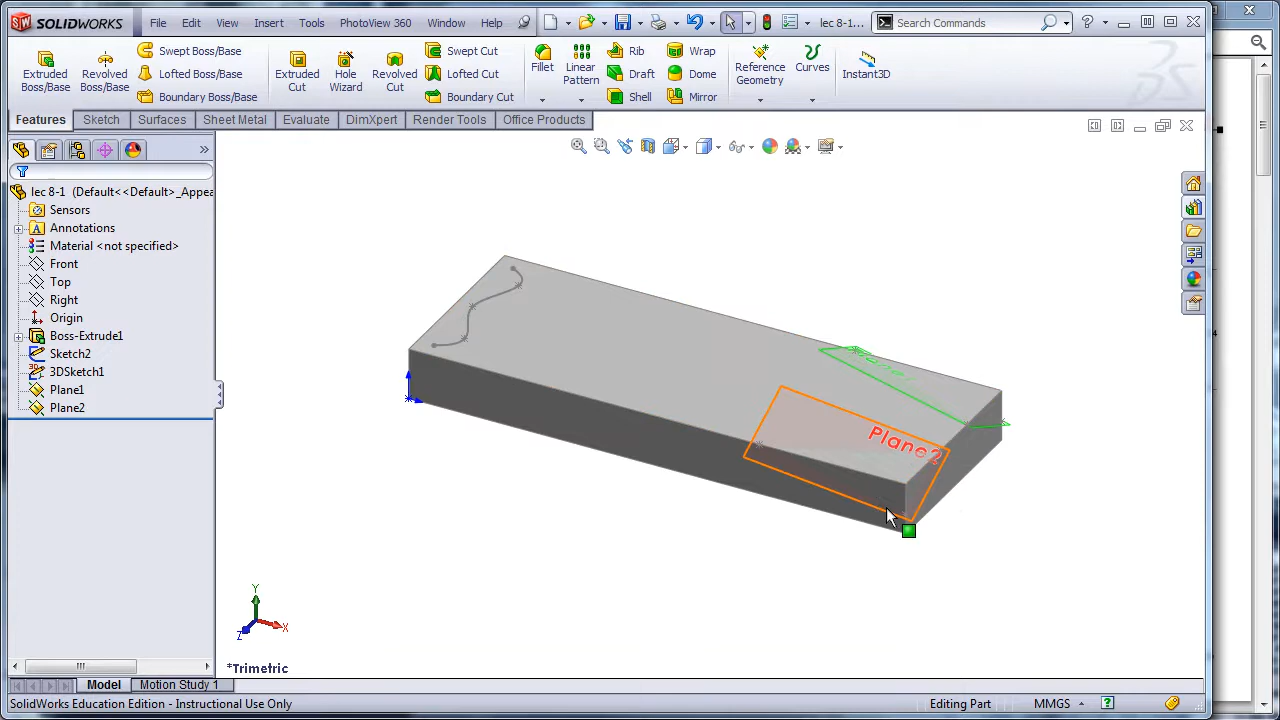 SOLIDWORKS File Edit View Insert Tools PhotoView 360 Window Help lec 8-1... Search Commands
Extruded Boss/Base
Revolved Boss/Base
Swept Boss/Base
Lofted Boss/Base
Boundary Boss/Base
Extruded Cut
Hole Wizard
Revolved Cut
Swept Cut
Lofted Cut
Boundary Cut
Fillet
Linear Pattern
Rib
Draft
Shell
Wrap
Dome
Mirror
Reference Geometry
Curves
Instant3D
Features Sketch Surfaces Sheet Metal Evaluate DimXpert Render Tools Office Products
lec 8-1 (Default<<Default>_Appea
Sensors
Annotations
Material <not specified>
Front
Top
Right
Origin
Boss-Extrude1
Sketch2
3DSketch1
Plane1
Plane2
Plane2
Y
X
Z
*Trimetric
Model Motion Study 1
SolidWorks Education Edition - Instructional Use Only Editing Part MMGS